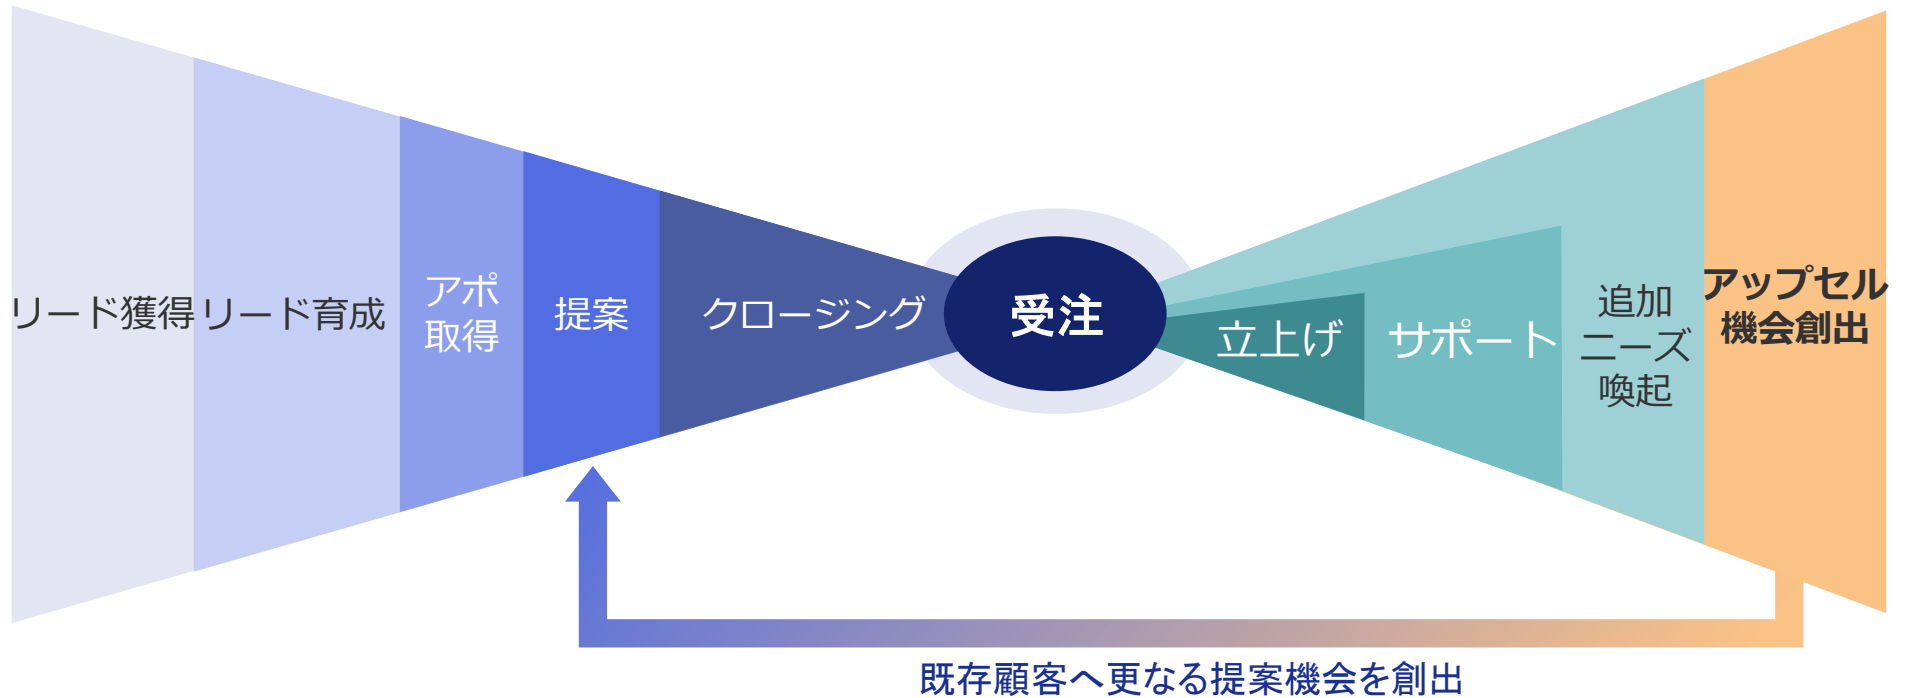 リード獲得
リード育成
アポ
取得
提案
クロージング
受注
立上げ
サポート
追加
ニーズ
喚起
アップセル
機会創出
既存顧客へ更なる提案機会を創出